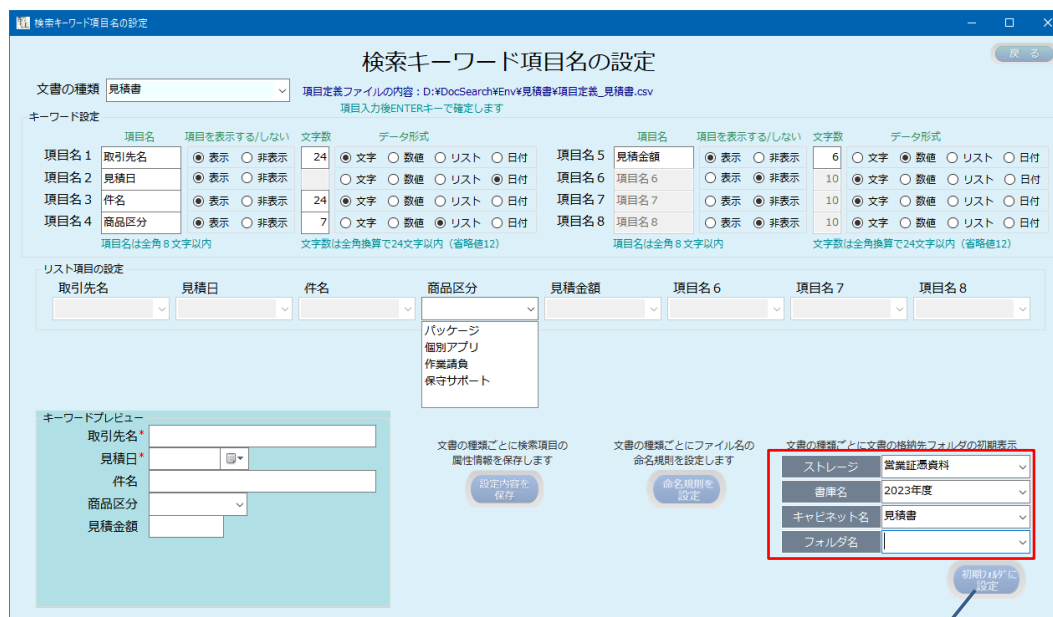 検索キーワード項目名の設定
検索キーワード項目名の設定
戻 る
文書の種類 見積書
項目定義ファイルの内容：D:¥DocSearch¥Env¥見積書¥項目定義_見積書.csv
項目入力後ENTERキーで確定します
キーワード設定
項目名 項目を表示する/しない 文字数 データ形式 項目名 項目を表示する/しない 文字数 データ形式
項目名１ 取引先名 表示 非表示 24 文字 数値 リスト 日付 項目名５ 見積金額 表示 非表示 6 文字 数値 リスト 日付
項目名２ 見積日 表示 非表示 文字 数値 リスト 日付 項目名６ 項目名６ 表示 非表示 10 文字 数値 リスト 日付
項目名３ 件名 表示 非表示 24 文字 数値 リスト 日付 項目名７ 項目名７ 表示 非表示 10 文字 数値 リスト 日付
項目名４ 商品区分 表示 非表示 7 文字 数値 リスト 日付 項目名８ 項目名８ 表示 非表示 10 文字 数値 リスト 日付
項目名は全角８文字以内 文字数は全角換算で24文字以内（省略値12） 項目名は全角８文字以内 文字数は全角換算で24文字以内（省略値12）
リスト項目の設定
取引先名 見積日 件名 商品区分 見積金額 項目名６ 項目名７ 項目名８
パッケージ
個別アプリ
作業請負
保守サポート
キーワードプレビュー
取引先名*
見積日*
件名
商品区分
見積金額
文書の種類ごとに検索項目の
属性情報を保存します
設定内容を
保存
文書の種類ごとにファイル名の
命名規則を設定します
命名規則を
設定
文書の種類ごとに文書の格納先フォルダの初期表示
ストレージ 営業証憑資料
書庫名 2023年度
キャビネット名 見積書
フォルダ名
初期ﾌｫﾙﾀﾞに
設定